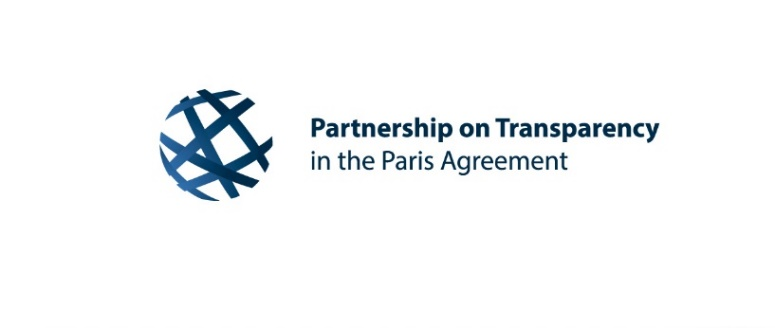 Partnership on Transparency
in the Paris Agreement